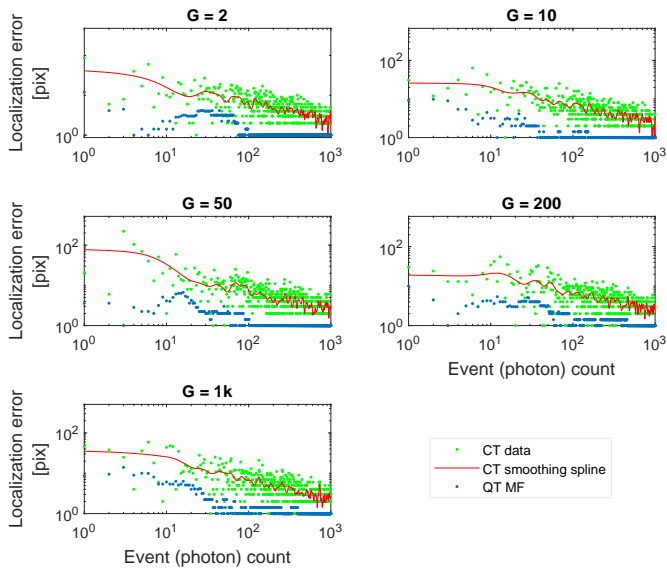 G = 2
G = 10
Localization error
[pix]
10^0
10^0 10^1 10^2 10^3
10^2
10^0
10^0 10^1 10^2 10^3
G = 50
G = 200
Localization error
[pix]
10^2
10^0
10^0 10^1 10^2 10^3
10^2
10^0
10^0 10^1 10^2 10^3
Event (photon) count
G = 1k
Localization error
[pix]
10^2
10^0
10^0 10^1 10^2 10^3
Event (photon) count
CT data
CT smoothing spline
QT MF